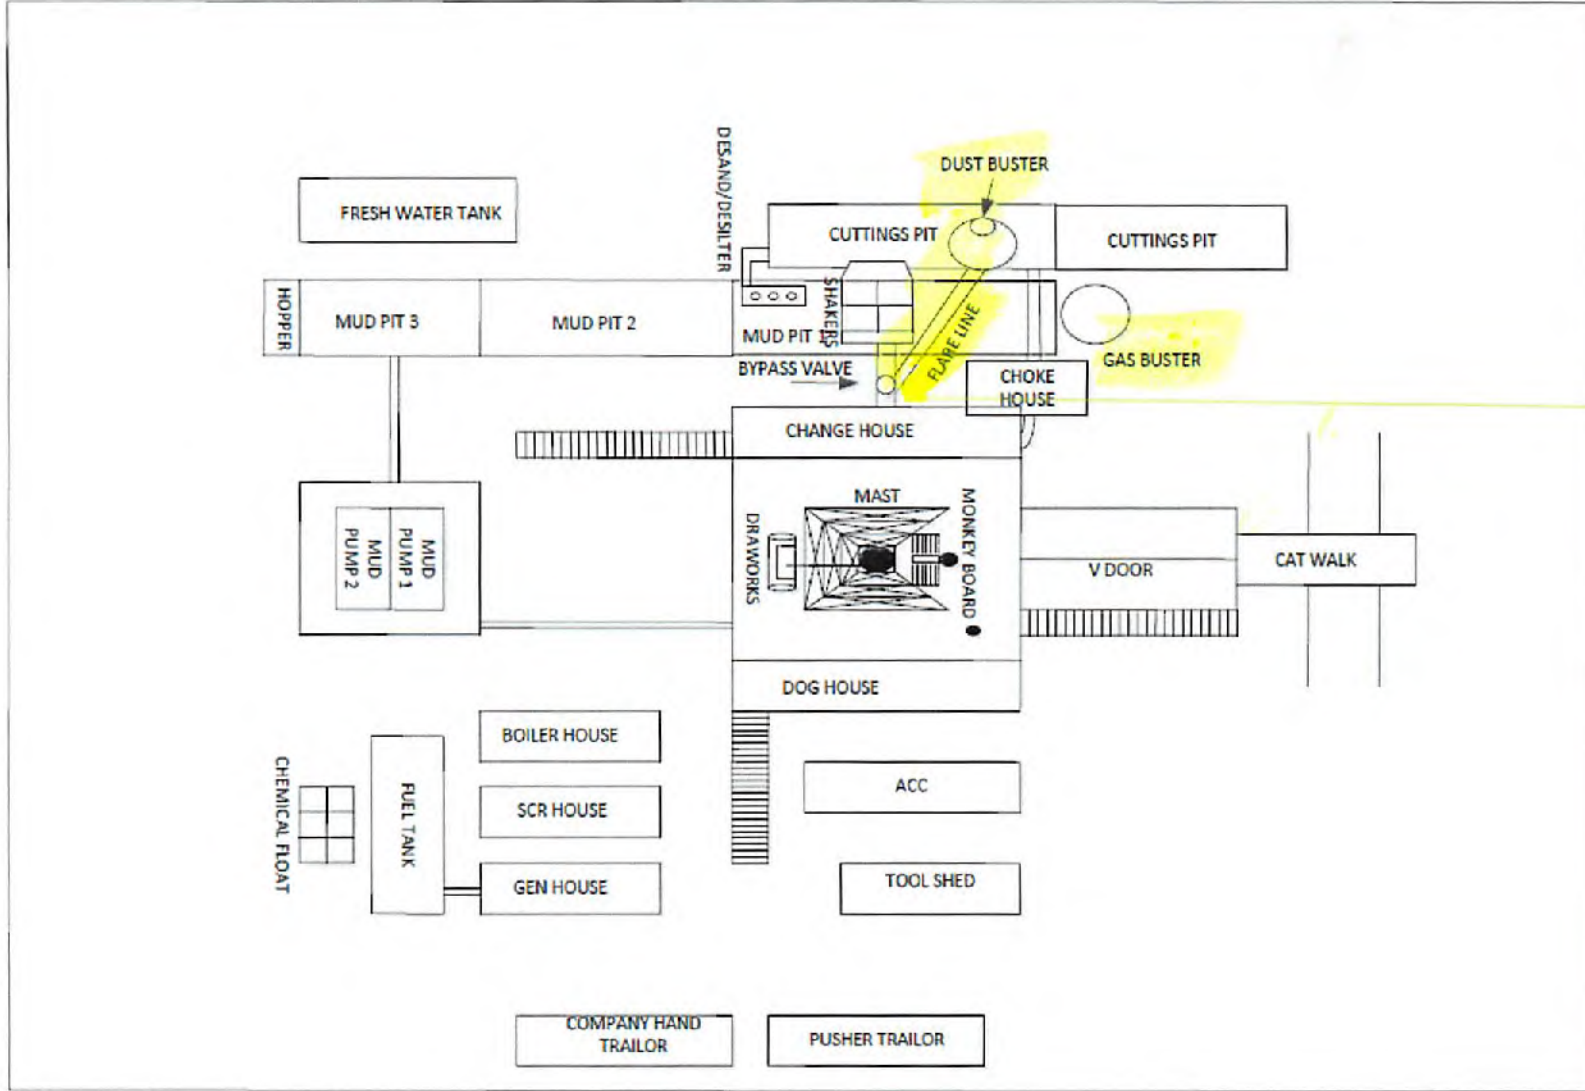 DUST BUSTER
DESAND/DESILTER
FRESH WATER TANK
CUTTINGS PIT
CUTTINGS PIT
HOPPER
MUD PIT 3
MUD PIT 2
MUD PIT 1
SHAKERS
FLARE LINE
GAS BUSTER
BYPASS VALVE
CHOKE
HOUSE
CHANGE HOUSE
MAST
MONKEY BOARD
DRAWORKS
MUD
PUMP 1
MUD
PUMP 2
V DOOR
CAT WALK
DOG HOUSE
BOILER HOUSE
CHEMICAL FLOAT
FUEL TANK
SCR HOUSE
ACC
GEN HOUSE
TOOL SHED
COMPANY HAND
TRAILOR
PUSHER TRAILOR